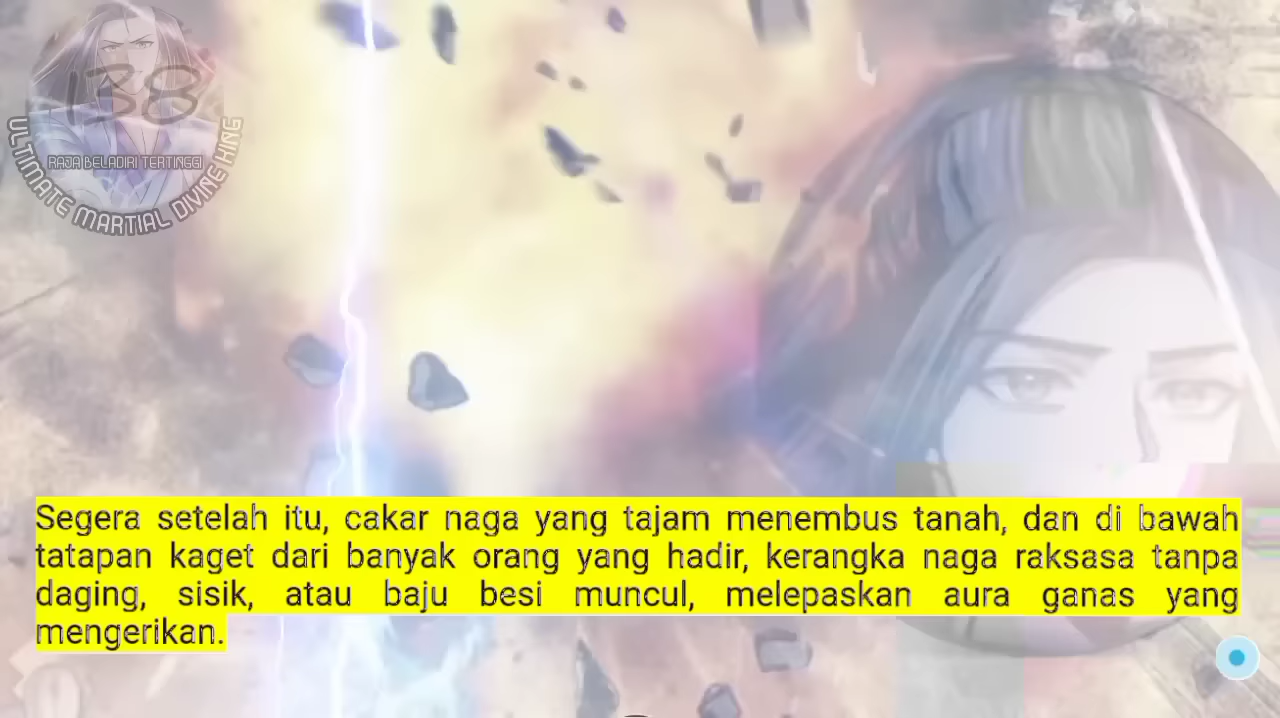 138
RAJA BELADIRI TERTINGGI
ULTIMATE MARTIAL DIVINE KING
Segera setelah itu, cakar naga yang tajam menembus tanah, dan di bawah
tatapan kaget dari banyak orang yang hadir, kerangka naga raksasa tanpa
daging, sisik, atau baju besi muncul, melepaskan aura ganas yang
mengerikan.